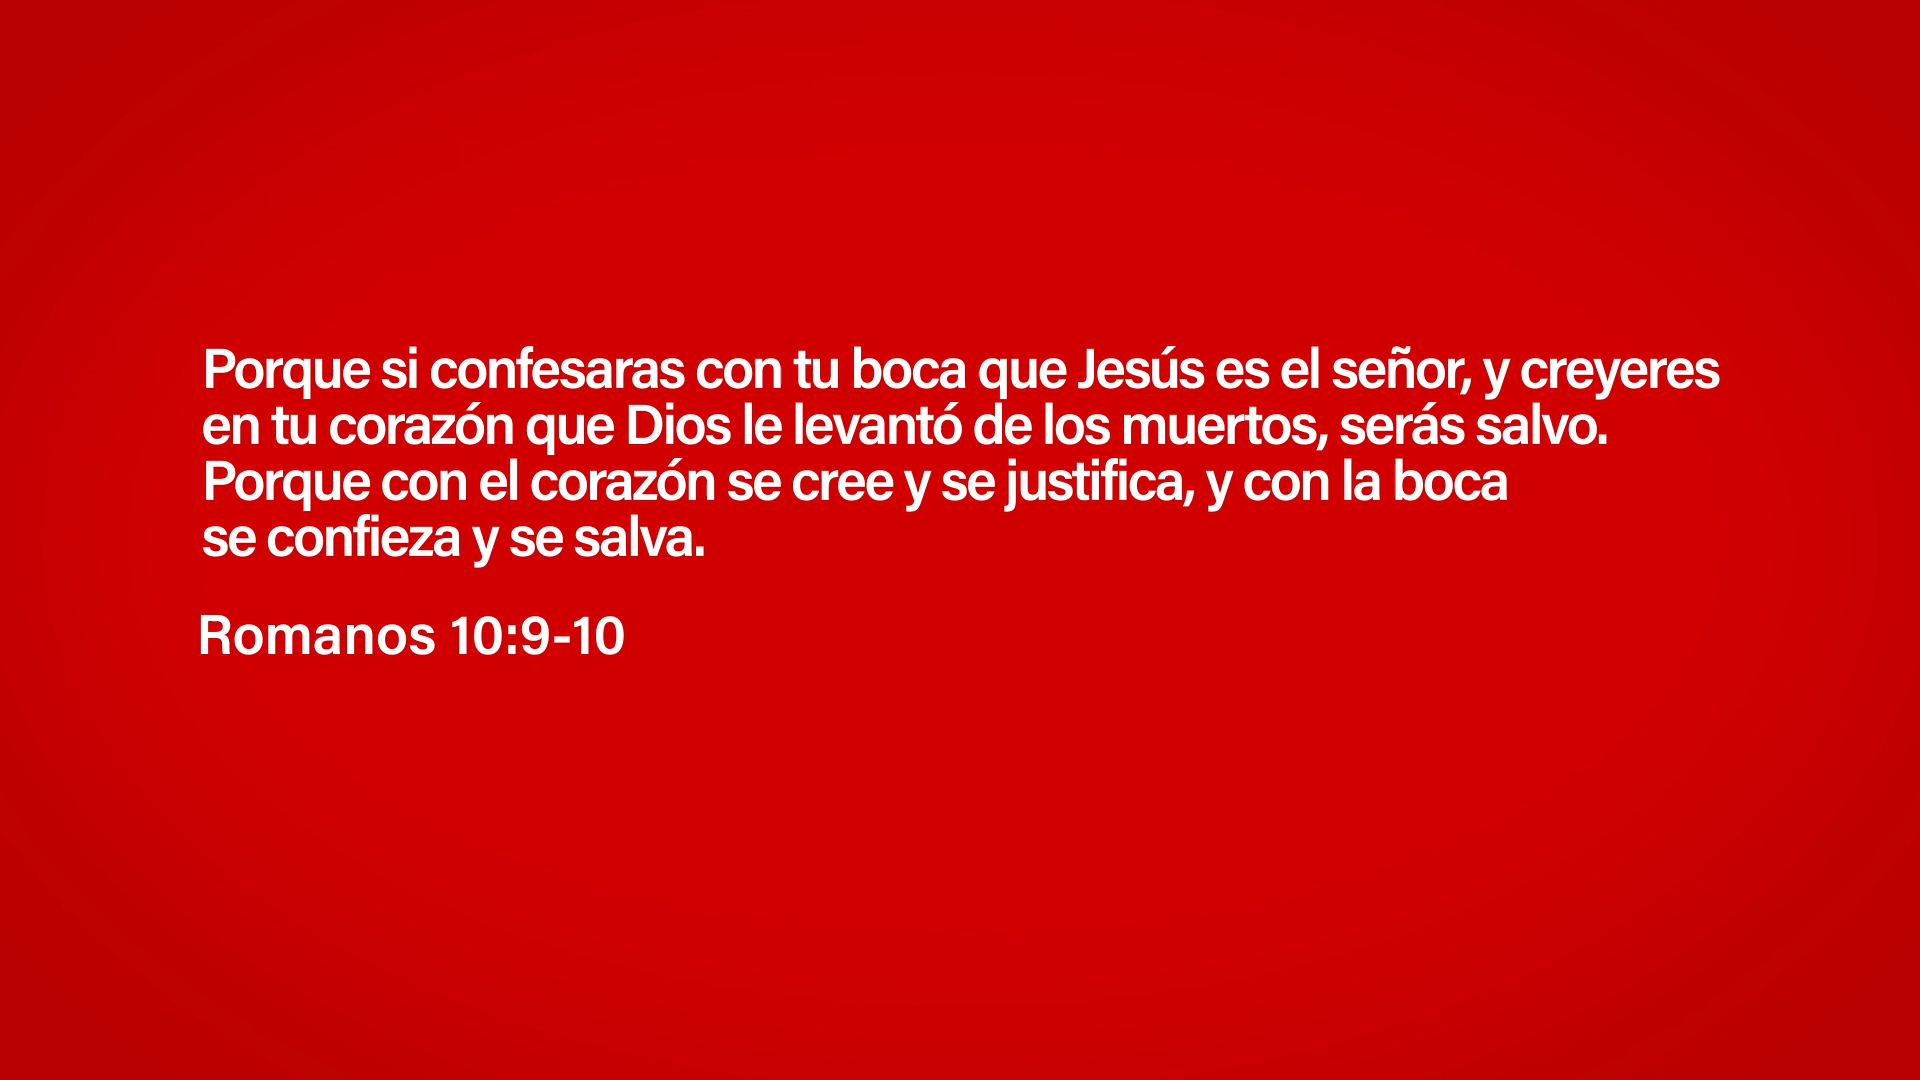 Porque si confesaras con tu boca que Jesús es el señor, y creyeres
en tu corazón que Dios le levantó de los muertos, serás salvo.
Porque con el corazón se cree y se justifica, y con la boca
se confieza y se salva.
Romanos 10:9-10